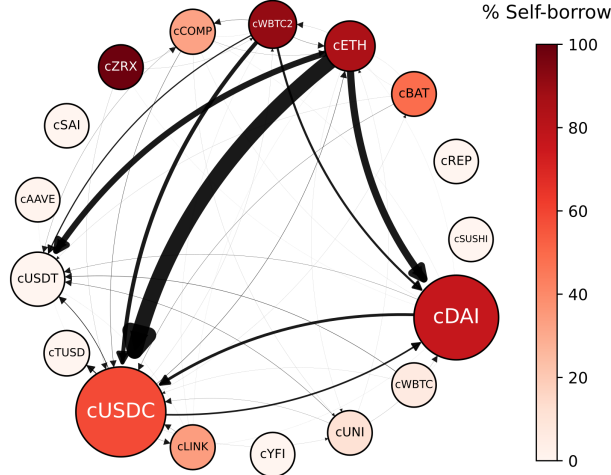 % Self-borrow
cWBTC2
cCOMP
cETH
cZRX
cBAT
cSAI
cREP
cAAVE
cSUSHI
cUSDT
cDAI
cTUSD
cWBTC
cUSDC
cUNI
cLINK
cYFI
100
80
60
40
20
0